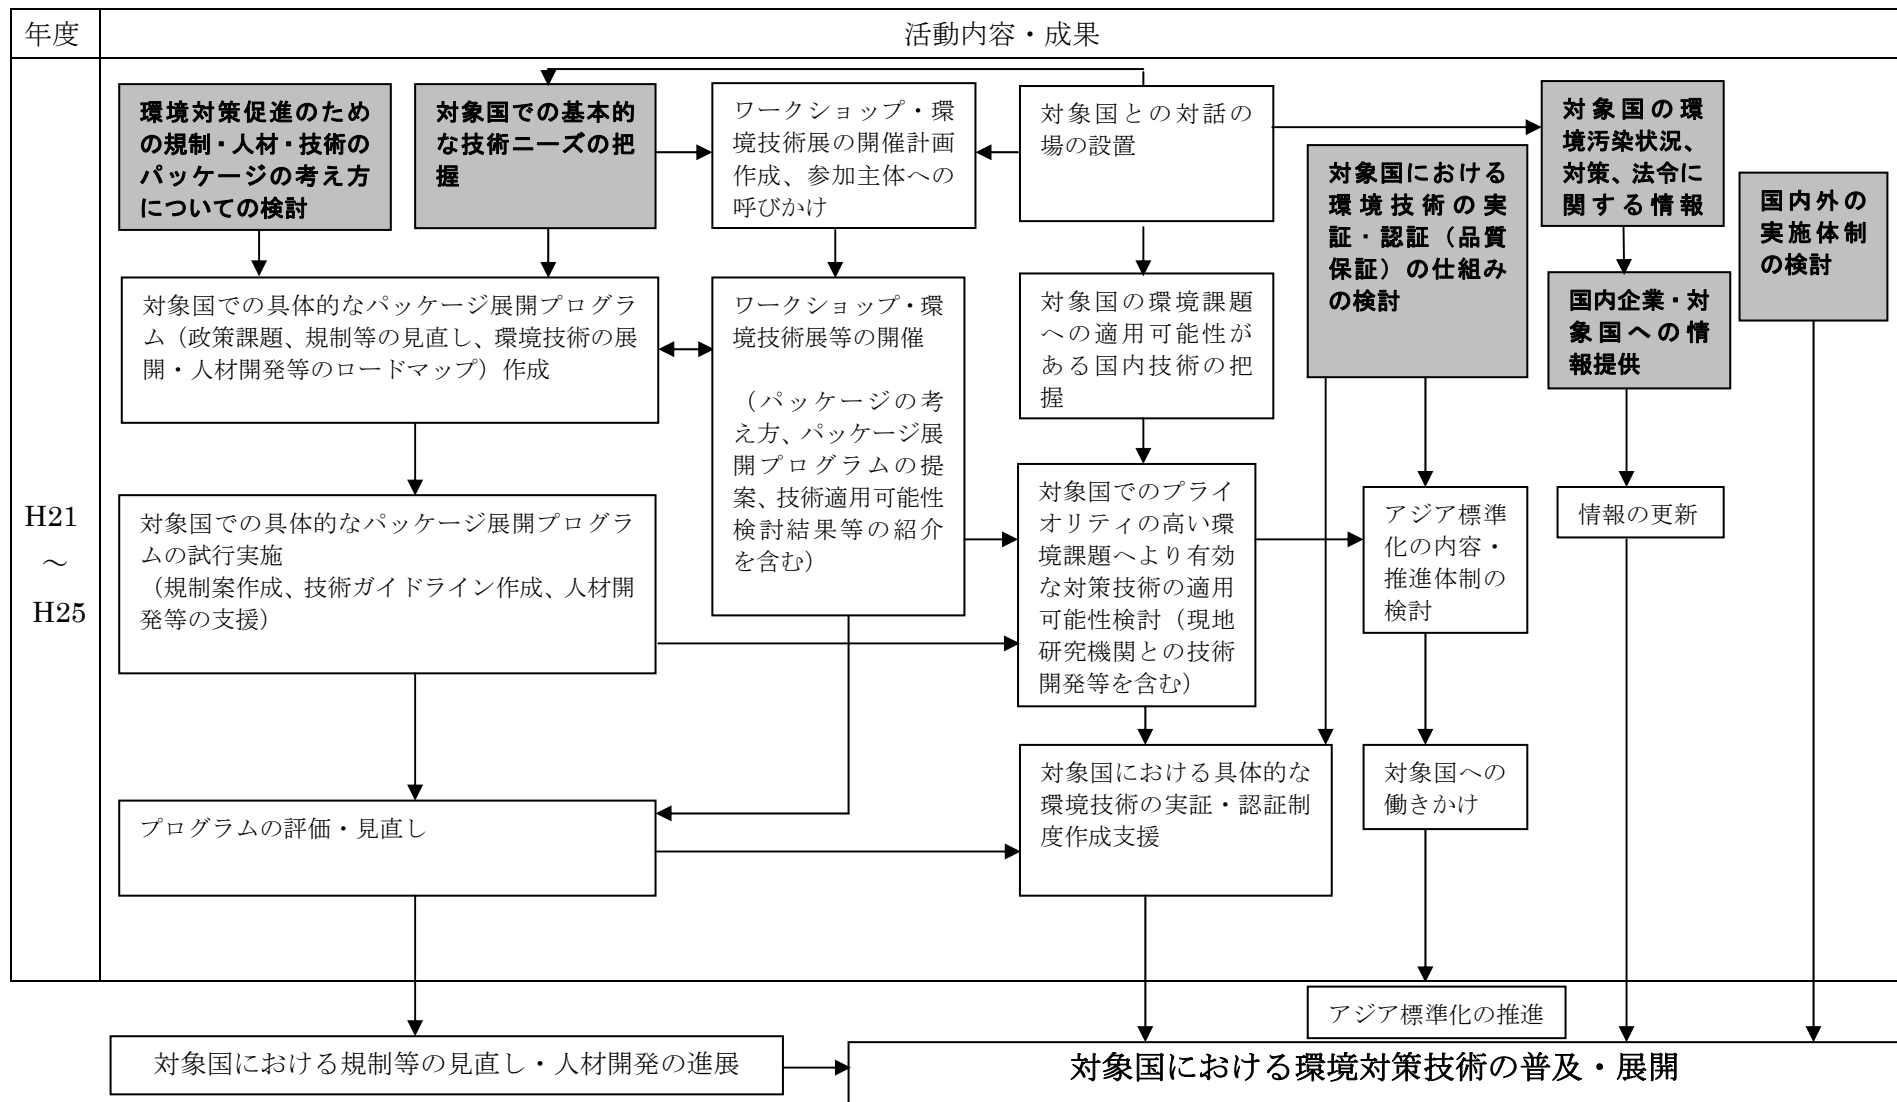 年度
活動内容・成果
H21
～
H25
環境対策促進のため
の規制・人材・技術の
パッケージの考え方
についての検討
対象国での基本的
な技術ニーズの把
握
ワークショップ・環
境技術展の開催計画
作成、参加主体への
呼びかけ
対象国との対話の
場の設置
対象国における
環境技術の実
証・認証（品質
保証）の仕組み
の検討
対象国の環
境汚染状況、
対策、法令に
関する情報
国内外の
実施体制
の検討
国内企業・対
象国への情
報提供
対象国での具体的なパッケージ展開プログラ
ム（政策課題、規制等の見直し、環境技術の展
開・人材開発等のロードマップ）作成
ワークショップ・環
境技術展等の開催
（パッケージの考
え方、パッケージ展
開プログラムの提
案、技術適用可能性
検討結果等の紹介
を含む）
対象国の環境課題
への適用可能性が
ある国内技術の把
握
対象国での具体的なパッケージ展開プログラ
ムの試行実施
（規制案作成、技術ガイドライン作成、人材開
発等の支援）
対象国でのプライ
オリティの高い環
境課題へより有効
な対策技術の適用
可能性検討（現地
研究機関との技術
開発等を含む）
アジア標準
化の内容・
推進体制の
検討
情報の更新
プログラムの評価・見直し
対象国における具体的な
環境技術の実証・認証制
度作成支援
対象国への
働きかけ
アジア標準化の推進
対象国における規制等の見直し・人材開発の進展
対象国における環境対策技術の普及・展開